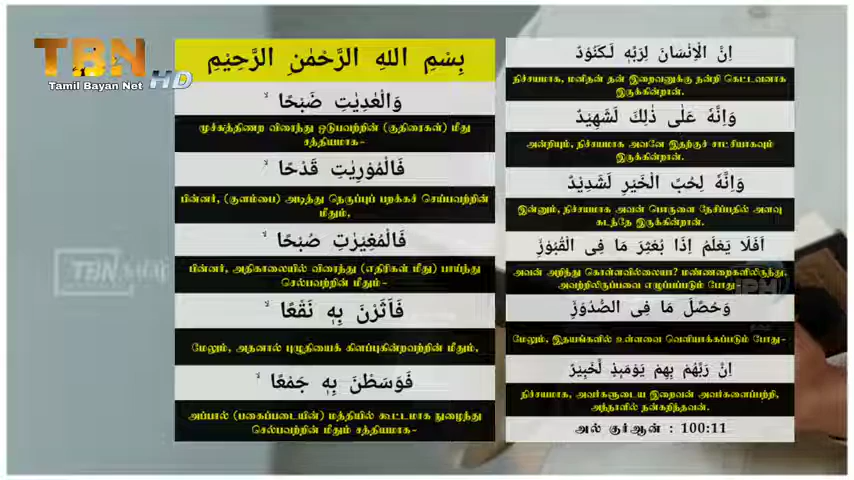 TBN HD
Tamil Bayan Net
بِسْمِ اللهِ الرَّحْمٰنِ الرَّحِيْمِ
وَالْعٰدِيٰتِ ضَبْحًا ۙ
மூச்சுத்திணற விரைந்து ஓடுபவற்றின் (குதிரைகள்) மீது
சத்தியமாக-
فَالْمُوْرِيٰتِ قَدْحًا ۙ
பின்னர், (குளம்பை) அடித்து நெருப்புப் பறக்கச் செய்பவற்றின்
மீதும்,
فَالْمُغِيْرٰتِ صُبْحًا ۙ
பின்னர், அதிகாலையில் விரைந்து (எதிரிகள் மீது) பாய்ந்து
செல்பவற்றின் மீதும்-
فَاَثَرْنَ بِهٖ نَقْعًا ۙ
மேலும், அதனால் புழுதியைக் கிளப்புகின்றவற்றின் மீதும்,
فَوَسَطْنَ بِهٖ جَمْعًا ۙ
அப்பால் (பகைப்படையின்) மத்தியில் கூட்டமாக நுழைந்து
செல்பவற்றின் மீதும் சத்தியமாக-
اِنَّ الْاِنْسَانَ لِرَبِّهٖ لَـكَنُوْدٌ
நிச்சயமாக, மனிதன் தன் இறைவனுக்கு நன்றி கெட்டவனாக
இருக்கின்றான்.
وَاِنَّهٗ عَلٰى ذٰلِكَ لَشَهِيْدٌ
அன்றியும், நிச்சயமாக அவனே இதற்குச் சாட்சியாகவும்
இருக்கின்றான்.
وَاِنَّهٗ لِحُبِّ الْخَيْرِ لَشَدِيْدٌ
இன்னும், நிச்சயமாக அவன் பொருளை நேசிப்பதில் அளவு
கடந்தே இருக்கின்றான்.
اَفَلَا يَعْلَمُ اِذَا بُعْثِرَ مَا فِى الْقُبُوْرِۙ
அவன் அறிந்து கொள்ளவில்லையா? மண்ணறைகளிலிருந்து,
அவற்றிலிருப்பவை எழுப்பப்படும் போது-
وَحُصِّلَ مَا فِى الصُّدُوْرِۙ
மேலும், இதயங்களில் உள்ளவை வெளியாக்கப்படும் போது-
اِنَّ رَبَّهُمْ بِهِمْ يَوْمَٮِٕذٍ لَّخَبِيْرٌ
நிச்சயமாக, அவர்களுடைய இறைவன் அவர்களைப்பற்றி,
அந்நாளில் நன்கறிந்தவன்.
அல் குர்ஆன் : 100:11